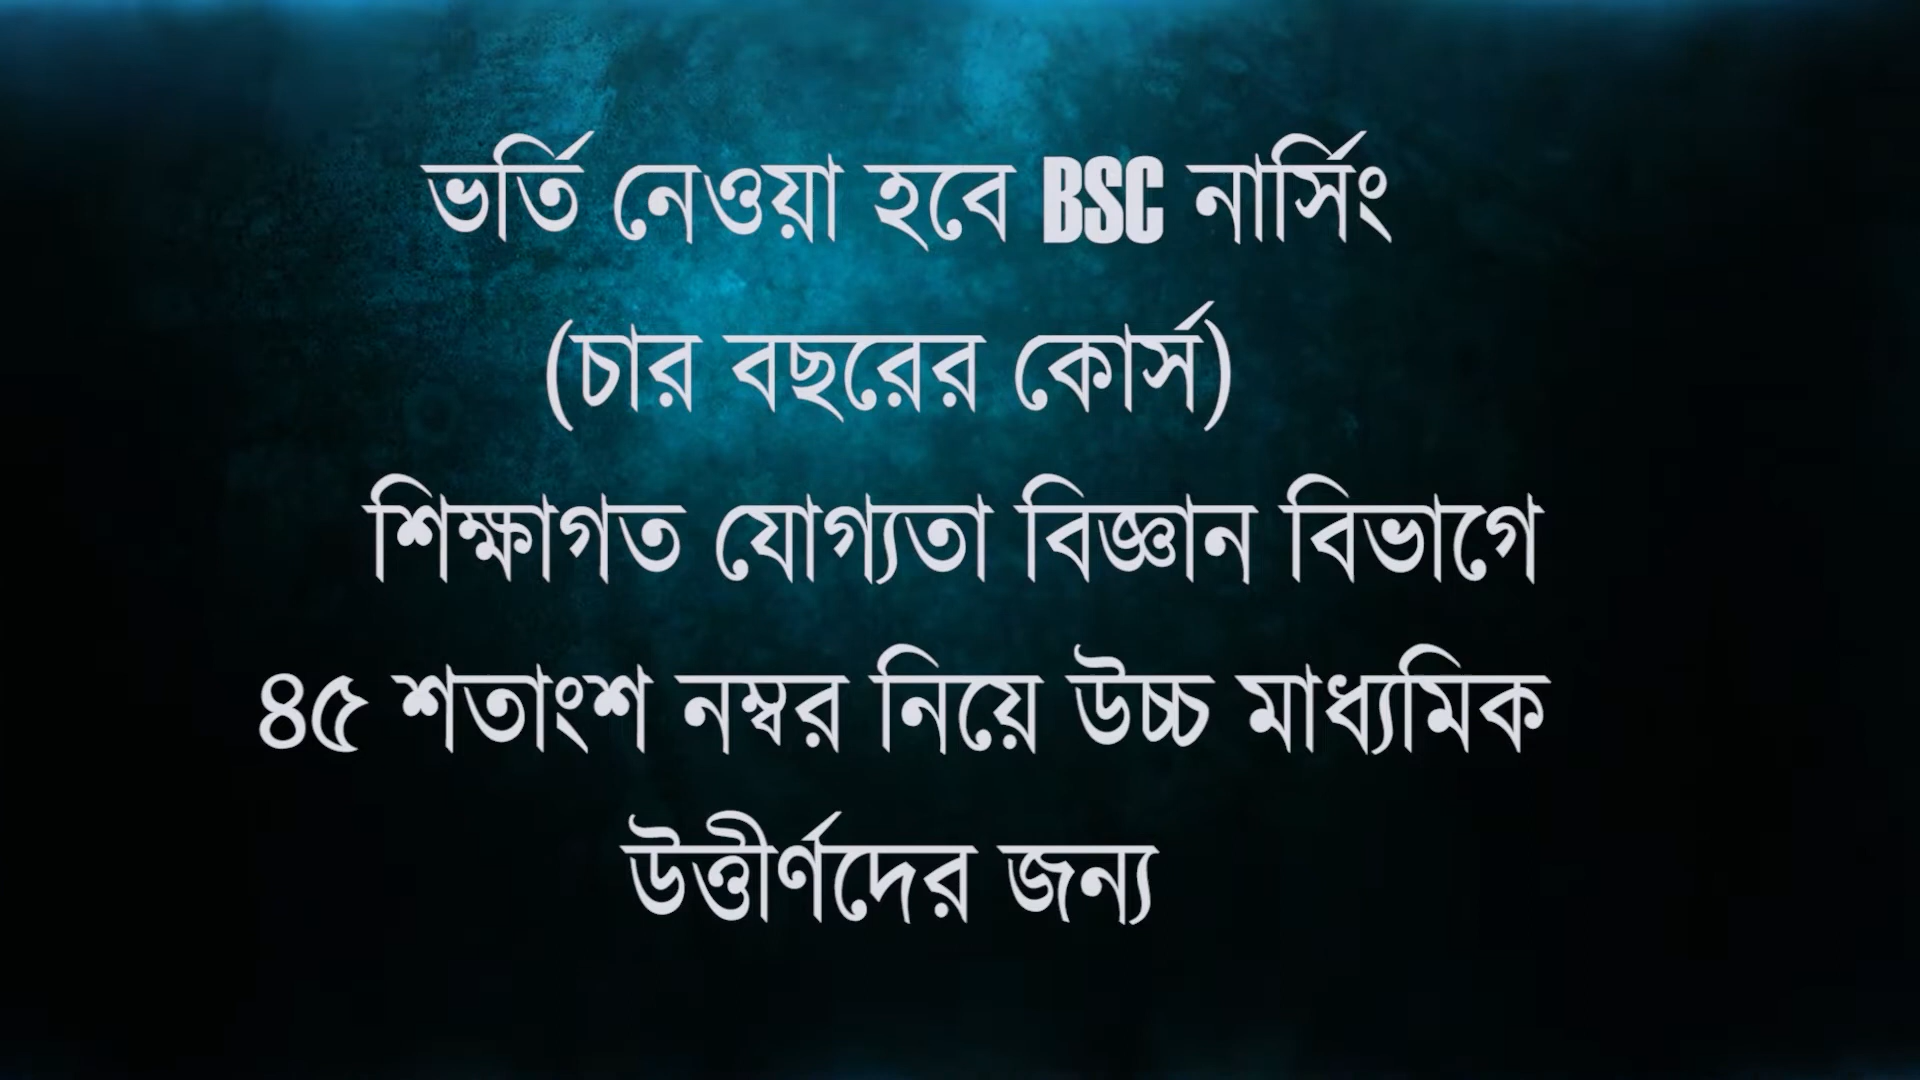 ভর্তি নেওয়া হবে BSC নার্সিং
(চার বছরের কোর্স)
শিক্ষাগত যোগ্যতা বিজ্ঞান বিভাগে
৪৫ শতাংশ নম্বর নিয়ে উচ্চ মাধ্যমিক
উত্তীর্ণদের জন্য